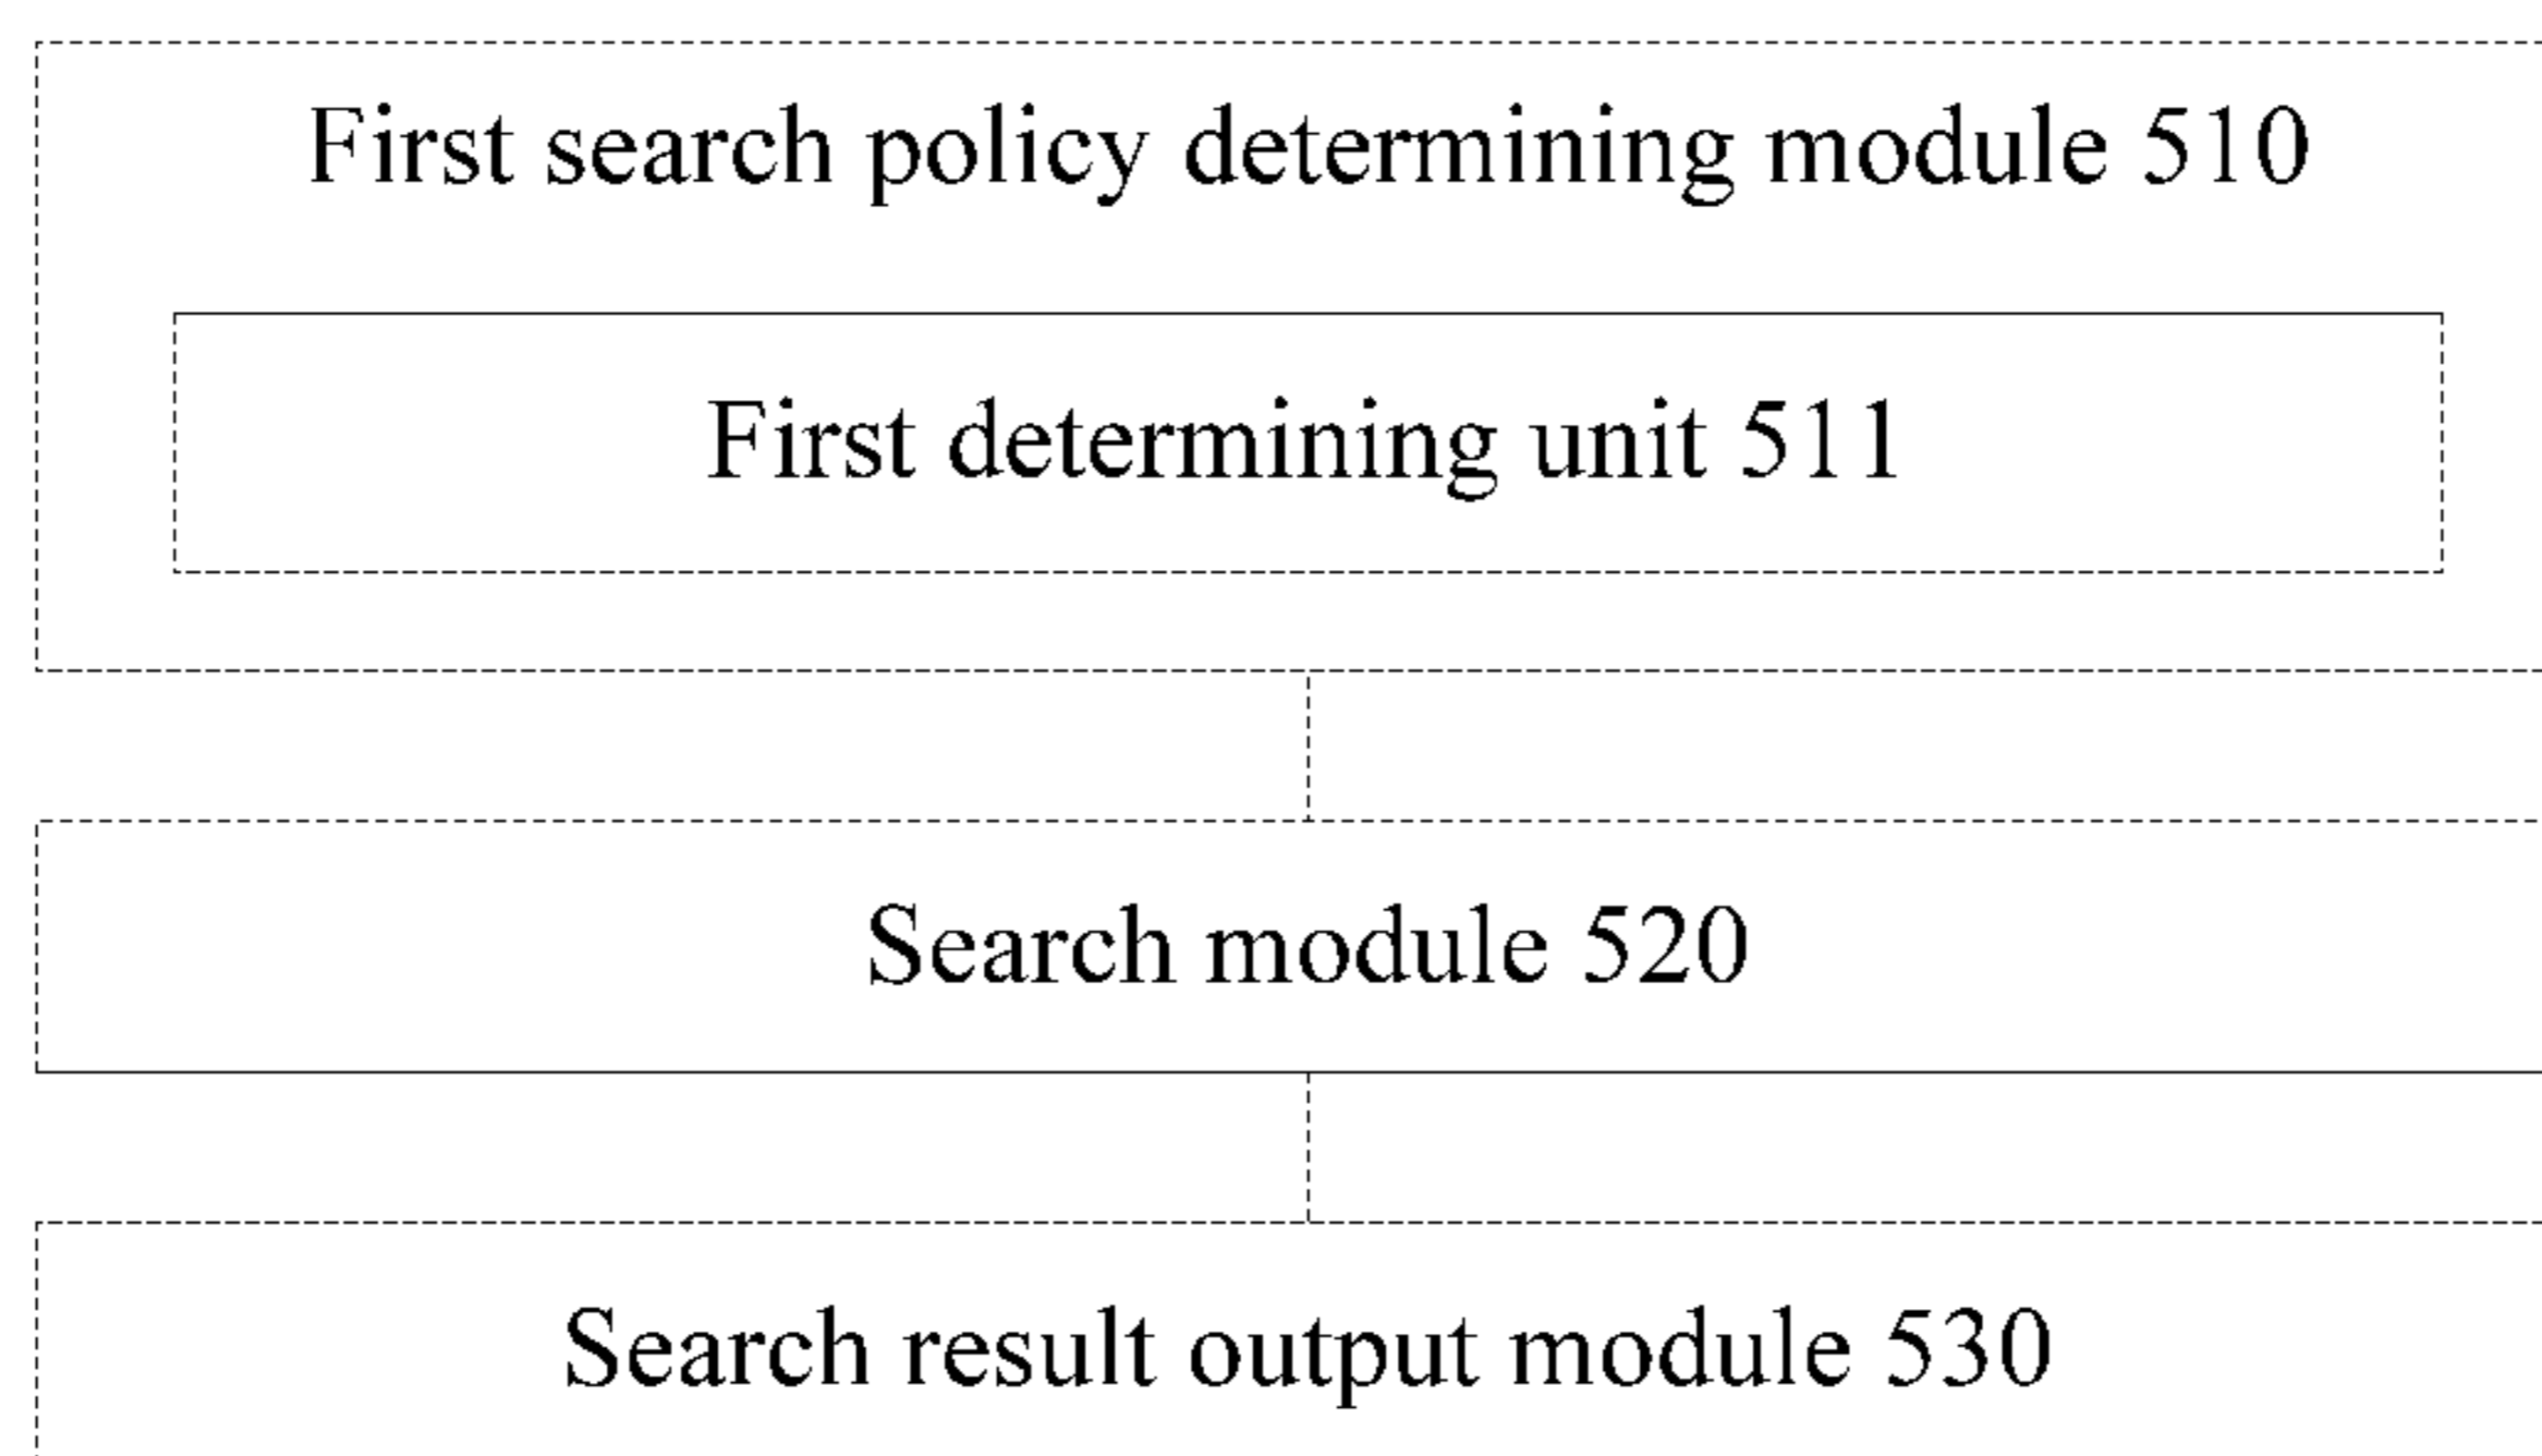 First search policy determining module 510
First determining unit 511
Search module 520
Search result output module 530